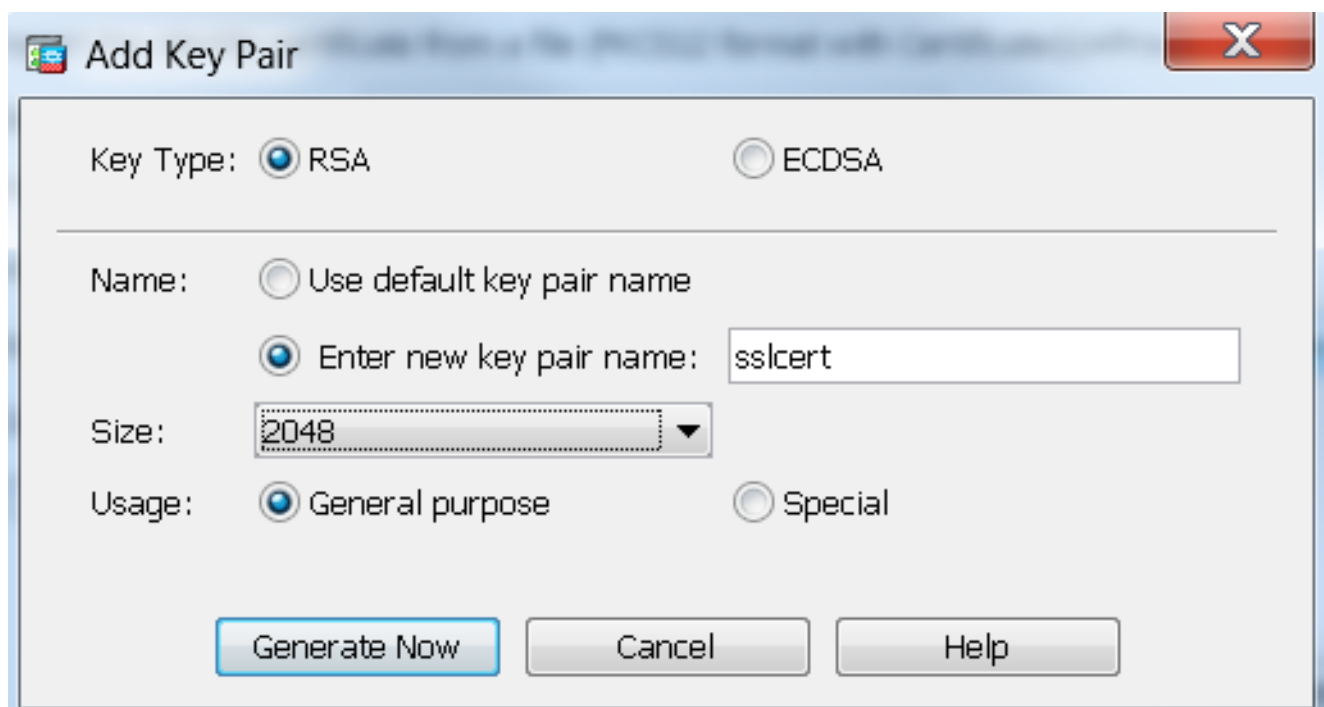 Add Key Pair
Key Type: RSA ECDSA
Name: Use default key pair name
Enter new key pair name: sslcert
Size: 2048
Usage: General purpose Special
Generate Now Cancel Help